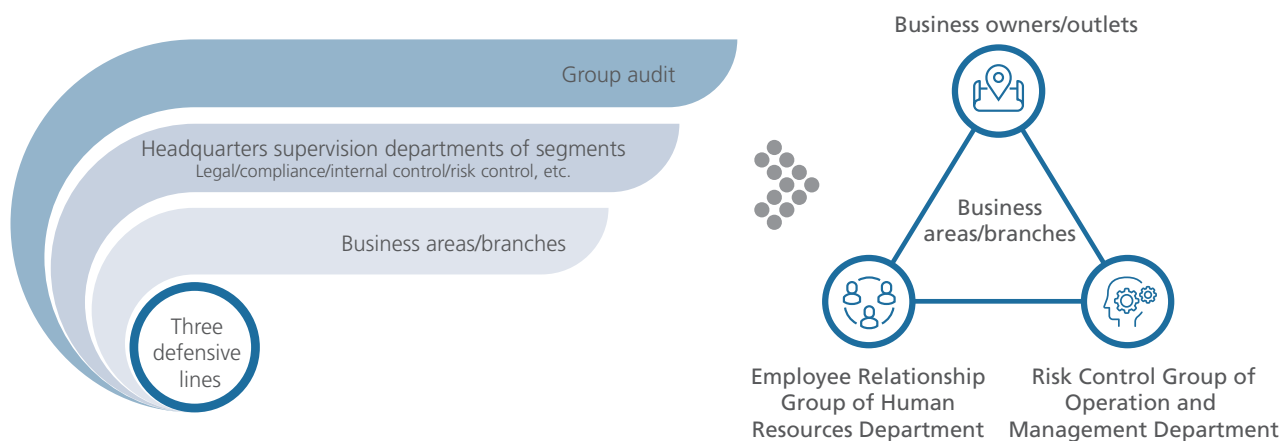 Group audit
Headquarters supervision departments of segments
Legal/compliance/internal control/risk control, etc.
Business areas/branches
Three
defensive
lines
Business owners/outlets
Business
areas/branches
Employee Relationship
Group of Human
Resources Department
Risk Control Group of
Operation and
Management Department